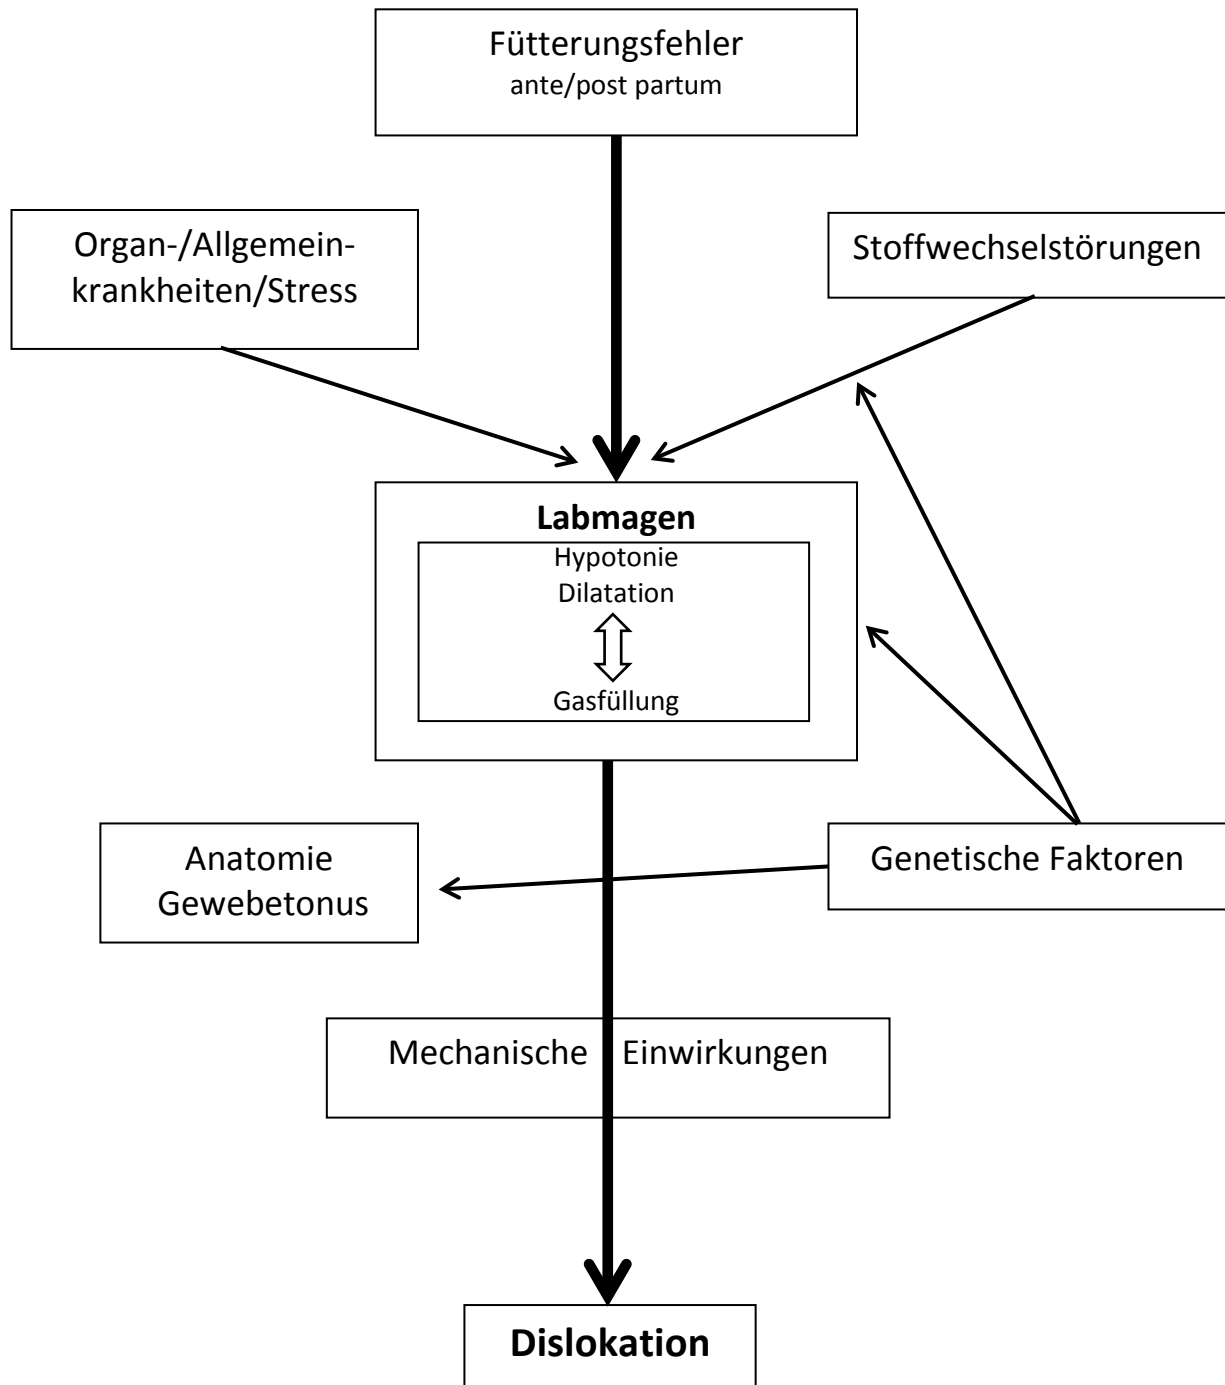 Fütterungsfehler
ante/post partum
Organ-/Allgemein-
krankheiten/Stress
Stoffwechselstörungen
Labmagen
Hypotonie
Dilatation
Gasfüllung
Anatomie
Gewebetonus
Genetische Faktoren
Mechanische Einwirkungen
Dislokation